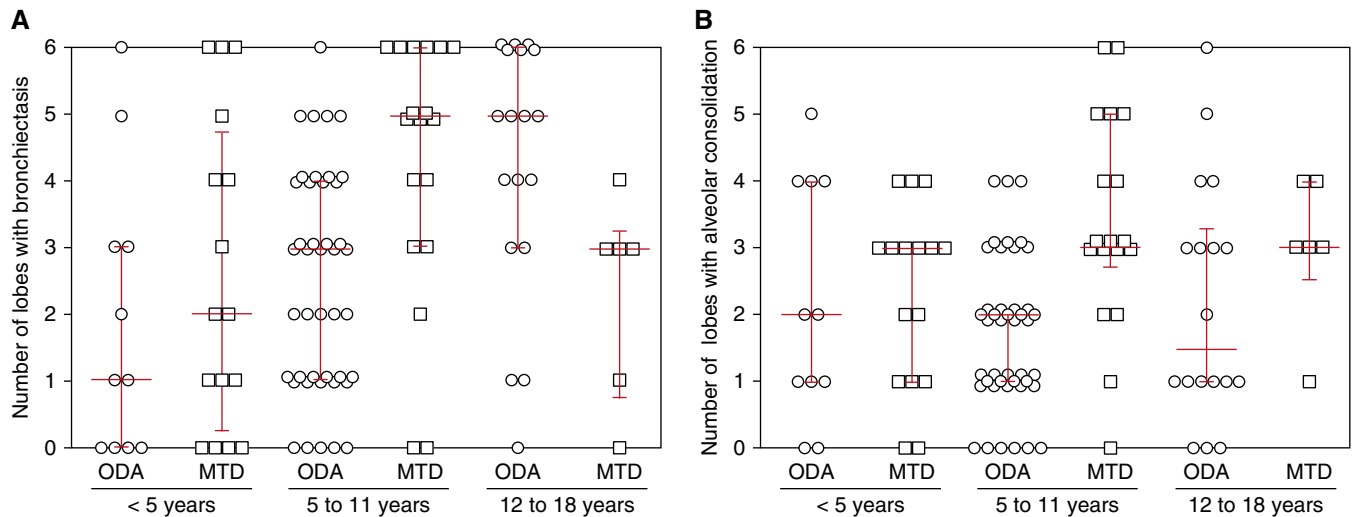 A
Number of lobes with bronchiectasis
6
5
4
3
2
1
0
ODA MTD ODA MTD ODA MTD
< 5 years 5 to 11 years 12 to 18 years
B
Number of lobes with alveolar consolidation
6
5
4
3
2
1
0
ODA MTD ODA MTD ODA MTD
< 5 years 5 to 11 years 12 to 18 years